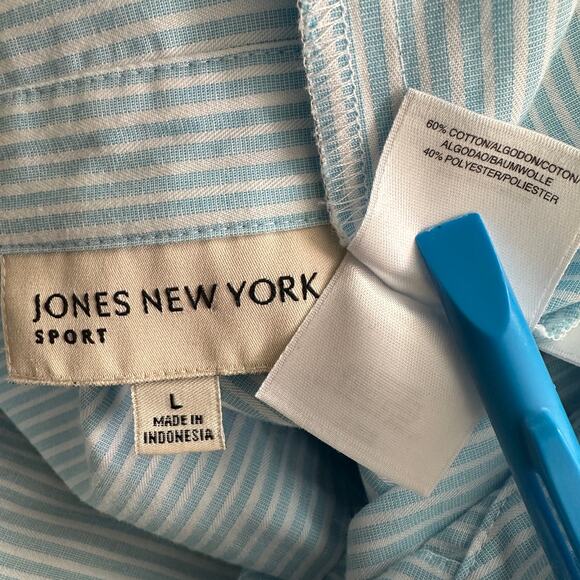 60% COTTON/ALGODON/COTON/
ALGODAO/BAUMWOLLE
40% POLYESTER/POLIESTER
JONES NEW YORK
SPORT
L
MADE IN
INDONESIA